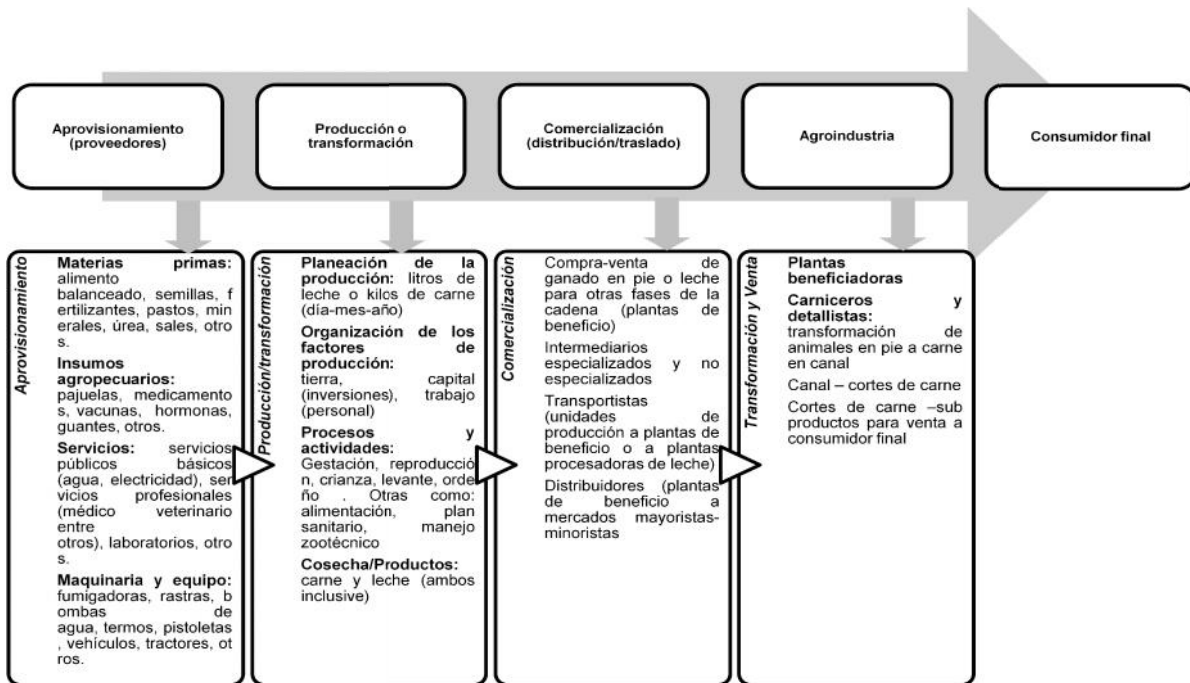 Aprovisionamiento
(proveedores)
Producción o
transformación
Comercialización
(distribución/traslado)
Agroindustria
Consumidor final
Aprovisionamiento
Materias primas:
alimento
balanceado, semillas, f
ertilizantes, pastos, min
erales, úrea, sales, otro
s.
Insumos
agropecuarios:
pajuelas, medicamento
s, vacunas, hormonas,
guantes, otros.
Servicios: servicios
públicos básicos
(agua, electricidad), ser
vicios profesionales
(médico veterinario
entre
otros), laboratorios, otro
s.
Maquinaria y equipo:
fumigadoras, rastras, b
ombas de
agua, termos, pistoletas
, vehículos, tractores, ot
ros.
Producción/transformación
Planeación de la
producción: litros de
leche o kilos de carne
(día-mes-año)
Organización de los
factores de
producción:
tierra, capital
(inversiones), trabajo
(personal)
Procesos y
actividades:
Gestación, reproducció
n, crianza, levante, orde
ño . Otras como:
alimentación, plan
sanitario, manejo
zootécnico
Cosecha/Productos:
carne y leche (ambos
inclusive)
Comercialización
Compra-venta de
ganado en pie o leche
para otras fases de la
cadena (plantas de
beneficio)
Intermediarios
especializados y no
especializados
Transportistas
(unidades de
producción a plantas de
beneficio o a plantas
procesadoras de leche)
Distribuidores (plantas
de beneficio a
mercados mayoristas-
minoristas
Transformación y Venta
Plantas
beneficiadoras
Carniceros y
detallistas:
transformación de
animales en pie a carne
en canal
Canal – cortes de carne
Cortes de carne –sub
productos para venta a
consumidor final